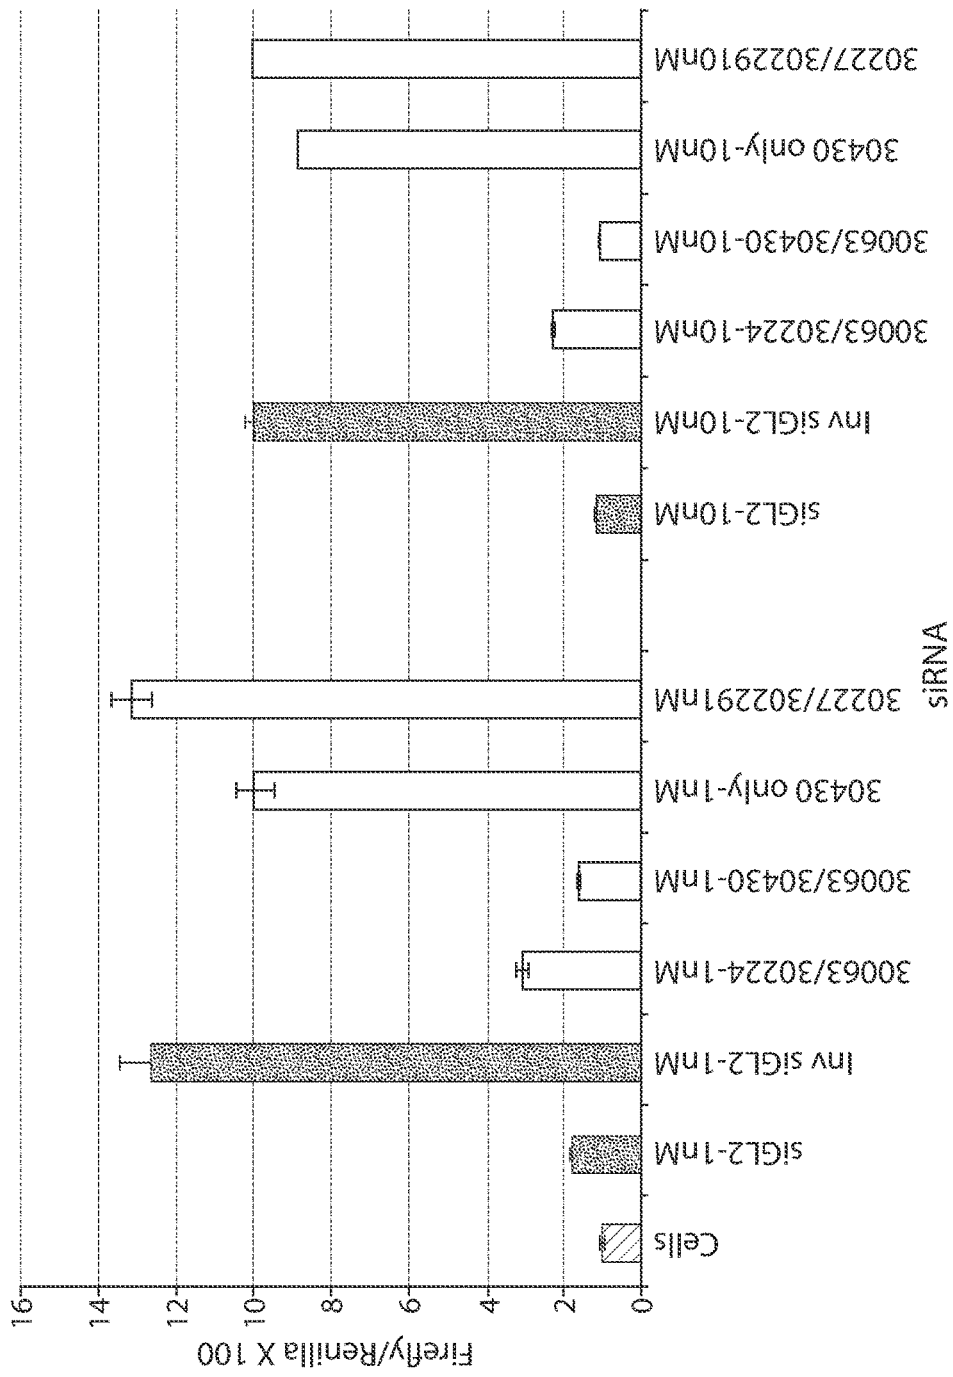 Firefly/Renilla X 100
16
14
12
10
8
6
4
2
0
Cells
siGL2-1nM
Inv siGL2-1nM
30063/30224-1nM
30063/30430-1nM
30430 only-1nM
30227/302291nM
siGL2-10nM
Inv siGL2-10nM
30063/30224-10nM
30063/30430-10nM
30430 only-10nM
30227/3022910nM
siRNA